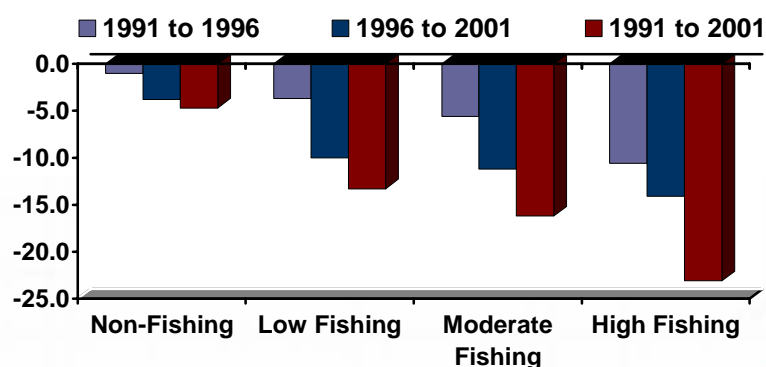 1991 to 1996 1996 to 2001 1991 to 2001
0.0
-5.0
-10.0
-15.0
-20.0
-25.0
Non-Fishing Low Fishing Moderate High Fishing
Fishing